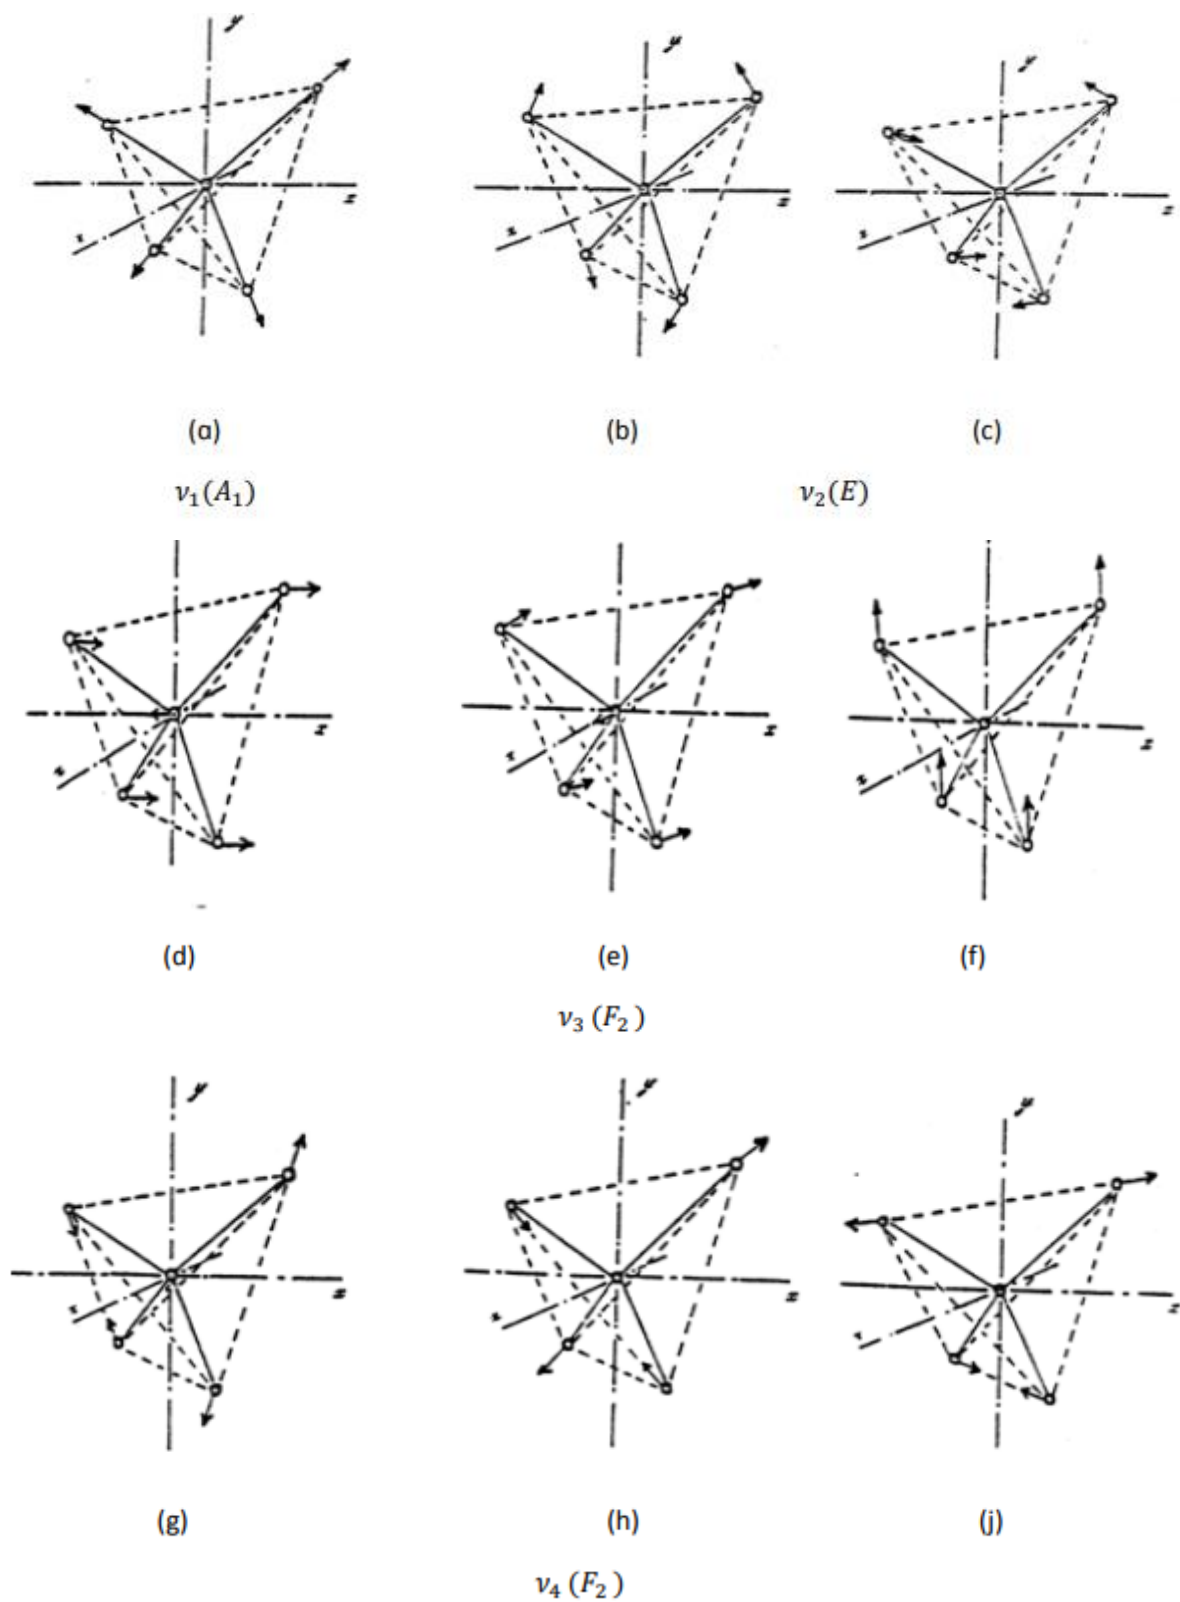 y y y
z z z
x x x
(a) (b) (c)
ν₁(A₁) ν₂(E)
z z z
x x x
(d) (e) (f)
ν₃ (F₂ )
y y y
z z z
x x x
(g) (h) (j)
ν₄ (F₂ )